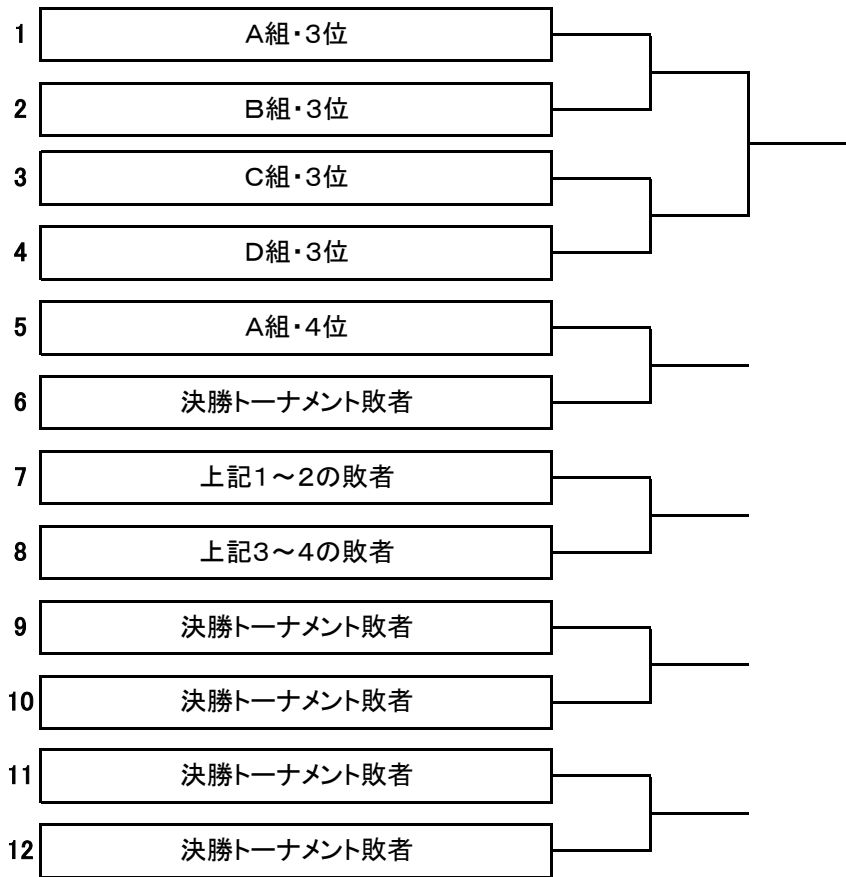 1 A組・3位
2 B組・3位
3 C組・3位
4 D組・3位
5 A組・4位
6 決勝トーナメント敗者
7 上記1～2の敗者
8 上記3～4の敗者
9 決勝トーナメント敗者
10 決勝トーナメント敗者
11 決勝トーナメント敗者
12 決勝トーナメント敗者